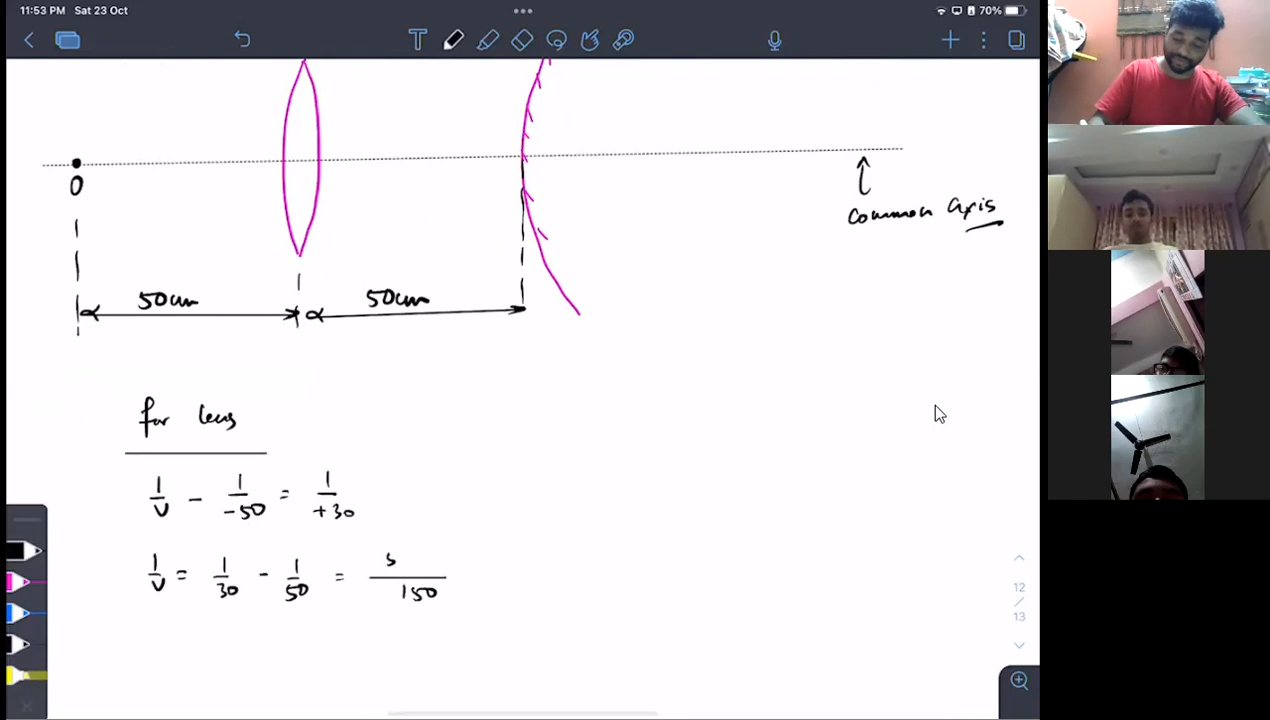 11:53 PM Sat 23 Oct
70%
T
O
Common axis
50cm 50cm
for lens
1/v - 1/-50 = 1/+30
1/v = 1/30 - 1/50 = 5/150
12
/
13